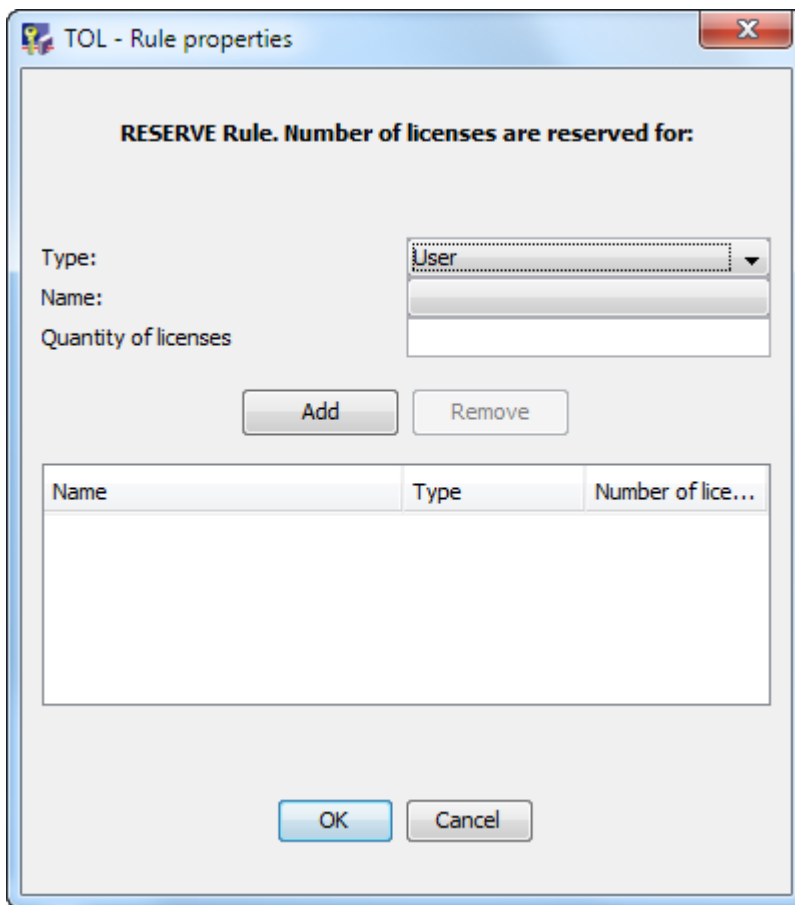 TOL - Rule properties
RESERVE Rule. Number of licenses are reserved for:
Type: User
Name:
Quantity of licenses
Add Remove
Name Type Number of lice...
OK Cancel